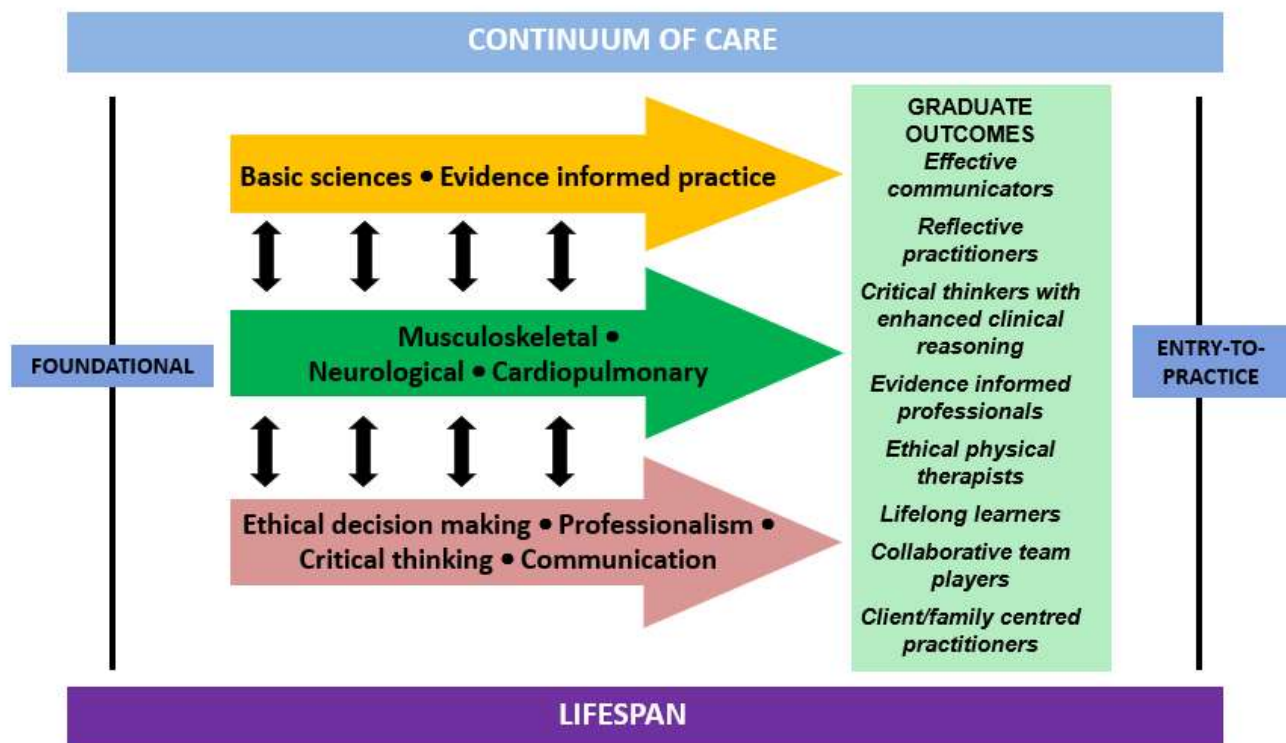 CONTINUUM OF CARE
FOUNDATIONAL
Basic sciences • Evidence informed practice
Musculoskeletal •
Neurological • Cardiopulmonary
Ethical decision making • Professionalism •
Critical thinking • Communication
GRADUATE
OUTCOMES
Effective
communicators
Reflective
practitioners
Critical thinkers with
enhanced clinical
reasoning
Evidence informed
professionals
Ethical physical
therapists
Lifelong learners
Collaborative team
players
Client/family centred
practitioners
ENTRY-TO-
PRACTICE
LIFESPAN